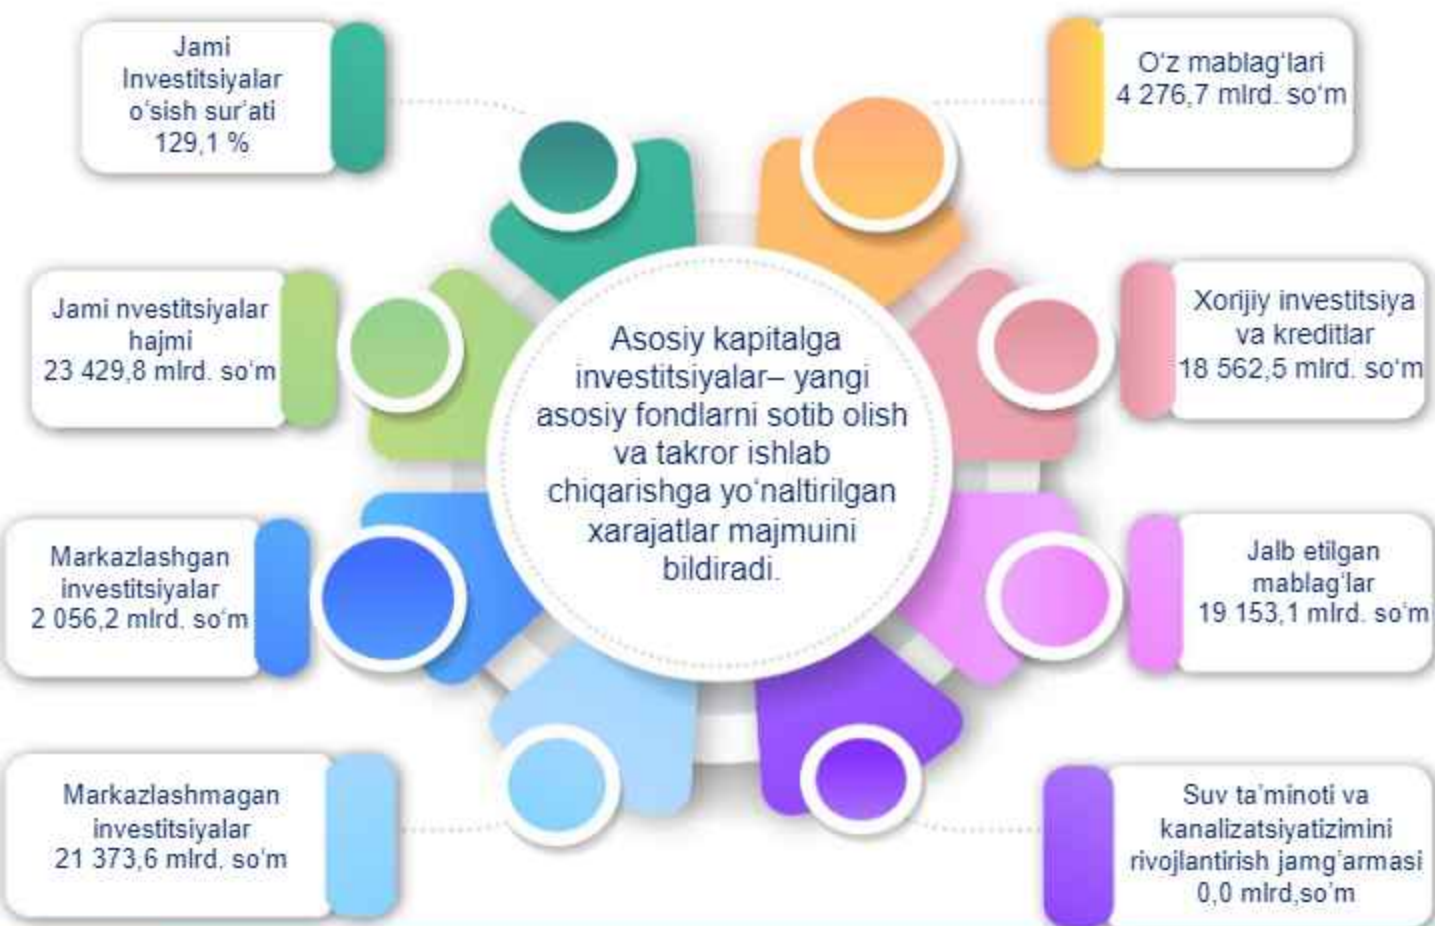 Jami
Investitsiyalar
o‘sish sur’ati
129,1 %
O‘z mablag‘lari
4 276,7 mlrd. so‘m
Jami nvestitsiyalar
hajmi
23 429,8 mlrd. so‘m
Xorijiy investitsiya
va kreditlar
18 562,5 mlrd. so‘m
Asosiy kapitalga
investitsiyalar– yangi
asosiy fondlarni sotib olish
va takror ishlab
chiqarishga yo‘naltirilgan
xarajatlar majmuini
bildiradi.
Markazlashgan
investitsiyalar
2 056,2 mlrd. so‘m
Jalb etilgan
mablag‘lar
19 153,1 mlrd. so‘m
Markazlashmagan
investitsiyalar
21 373,6 mlrd. so‘m
Suv ta’minoti va
kanalizatsiyatizimini
rivojlantirish jamg‘armasi
0,0 mlrd,so‘m